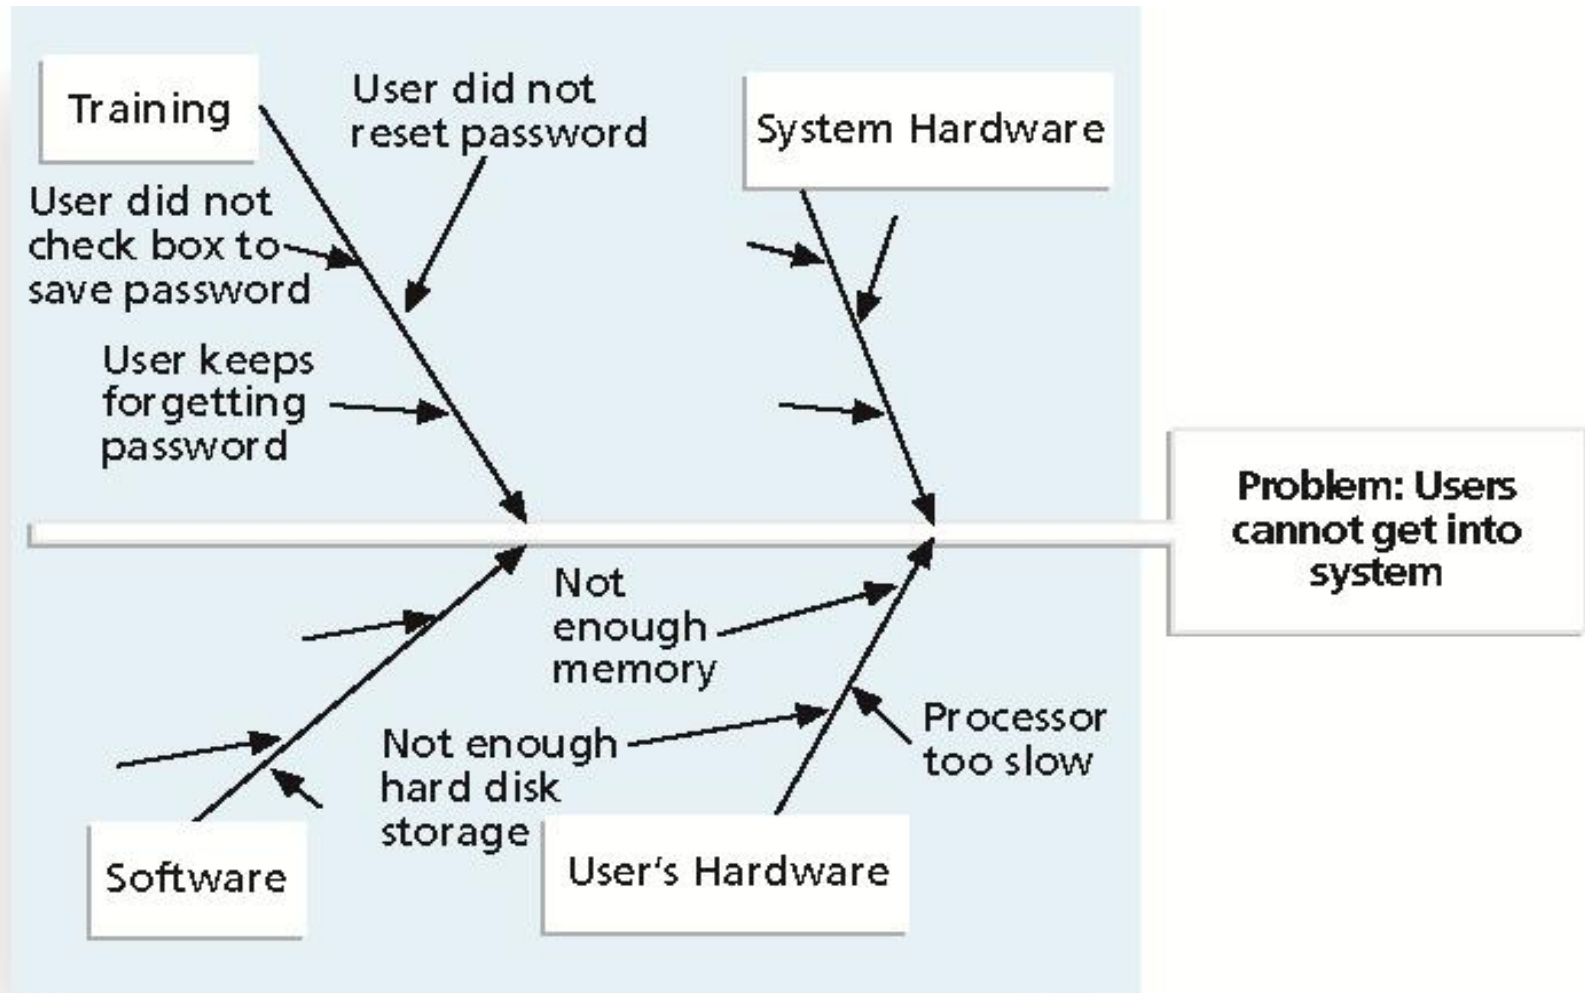 Training
User did not
reset password
System Hardware
User did not
check box to
save password
User keeps
forgetting
password
Problem: Users
cannot get into
system
Not
enough
memory
Not enough
hard disk
storage
Processor
too slow
Software
User's Hardware